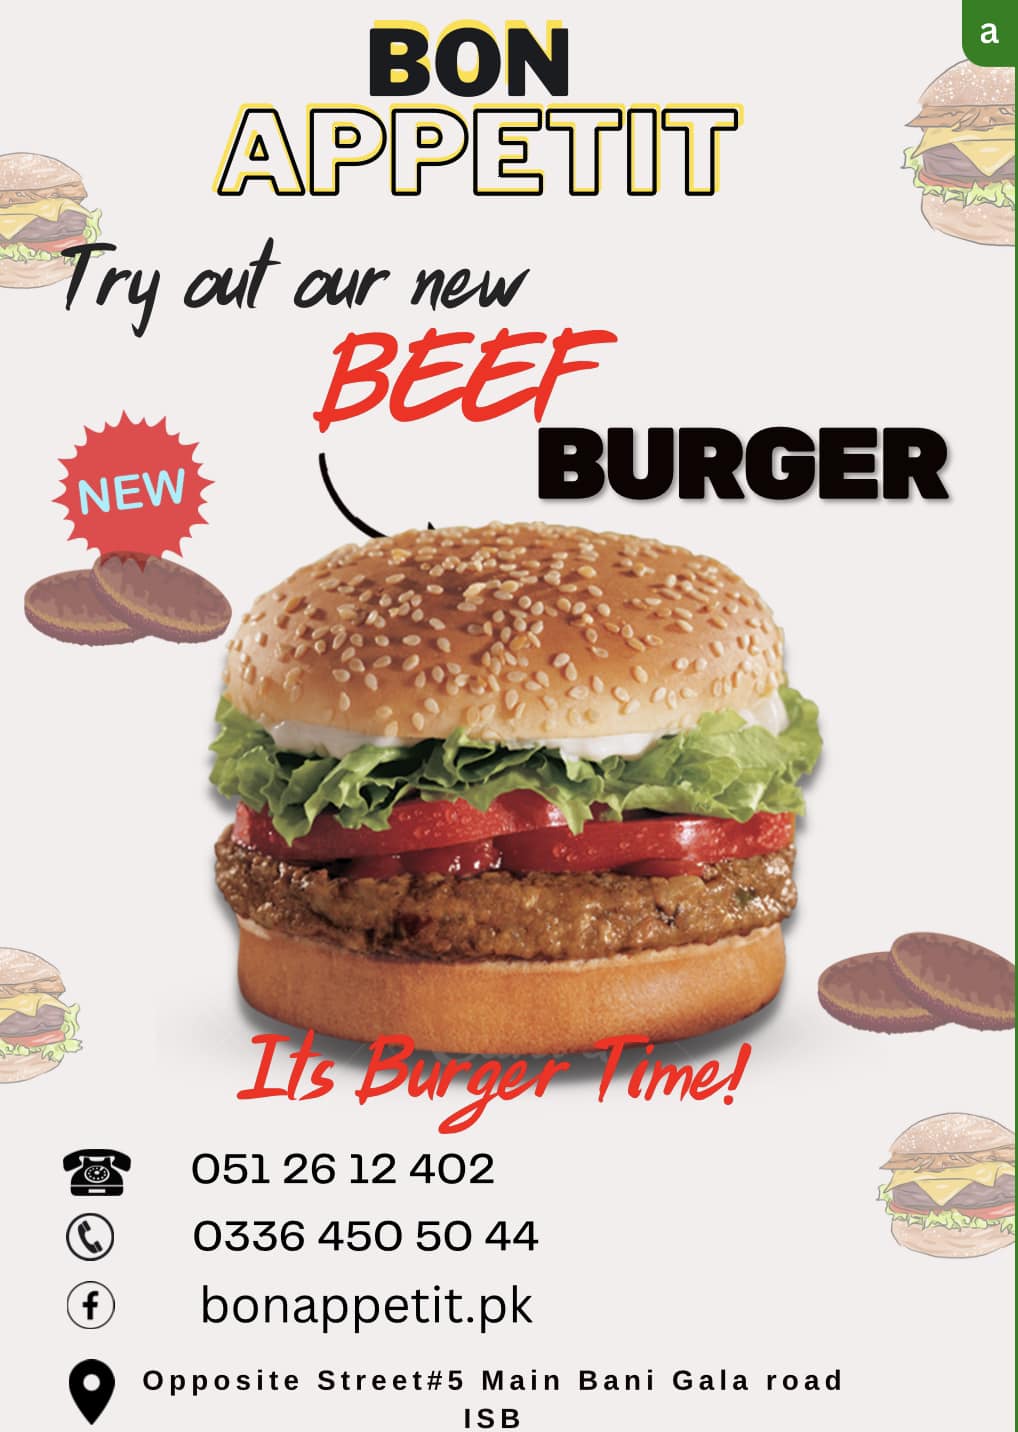 a
BON
APPETIT
Try out our new
BEEF
BURGER
NEW
Its Burger Time!
051 26 12 402
0336 450 50 44
f
bonappetit.pk
Opposite Street#5 Main Bani Gala road
ISB